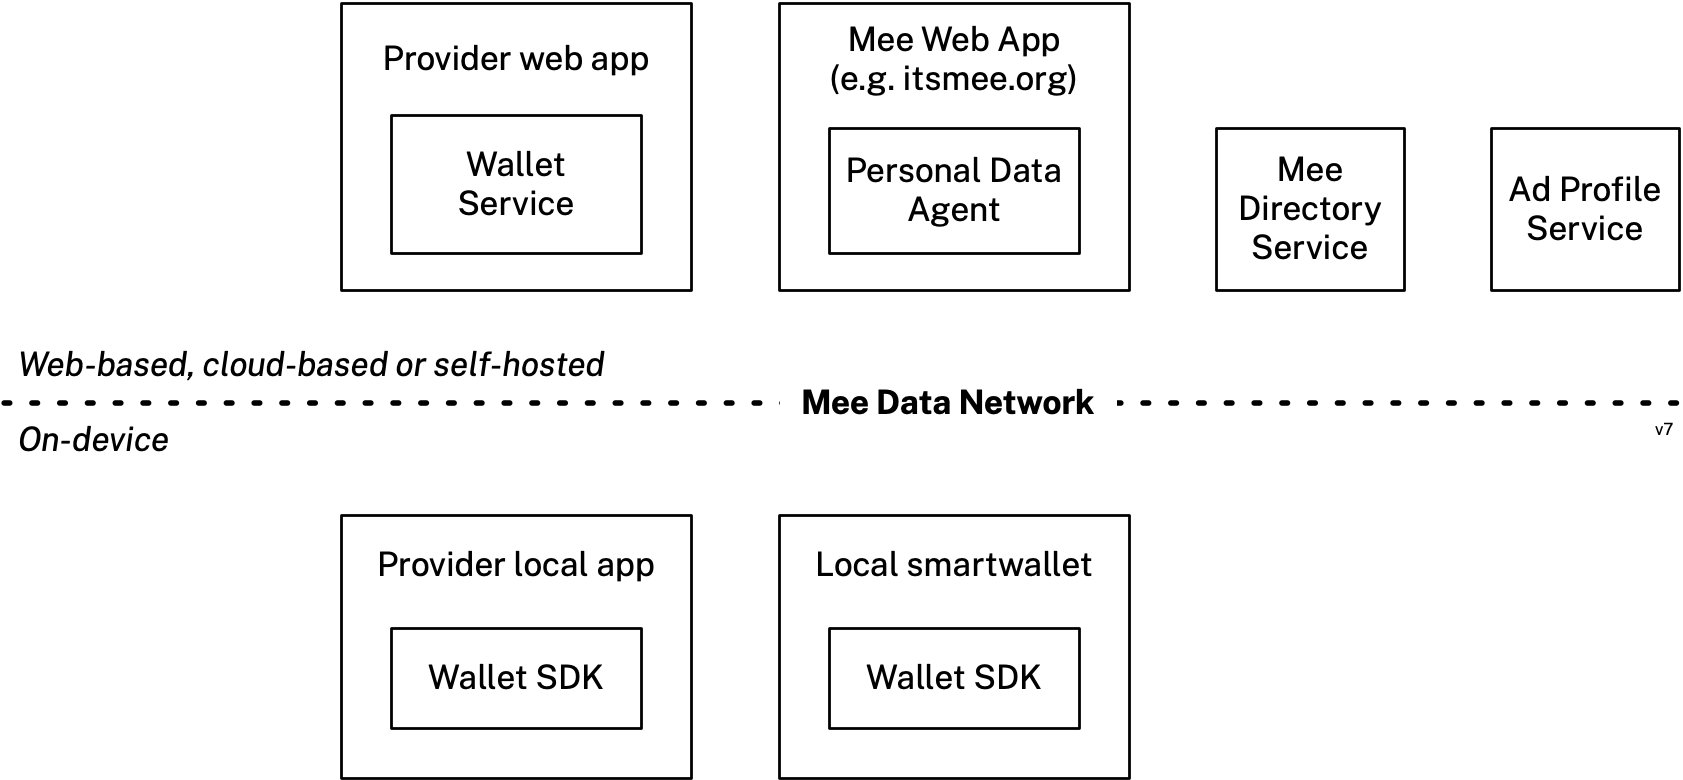 Provider web app
Wallet
Service
Mee Web App
(e.g. itsmee.org)
Personal Data
Agent
Mee
Directory
Service
Ad Profile
Service
Web-based, cloud-based or self-hosted
Mee Data Network
On-device
v7
Provider local app
Wallet SDK
Local smartwallet
Wallet SDK